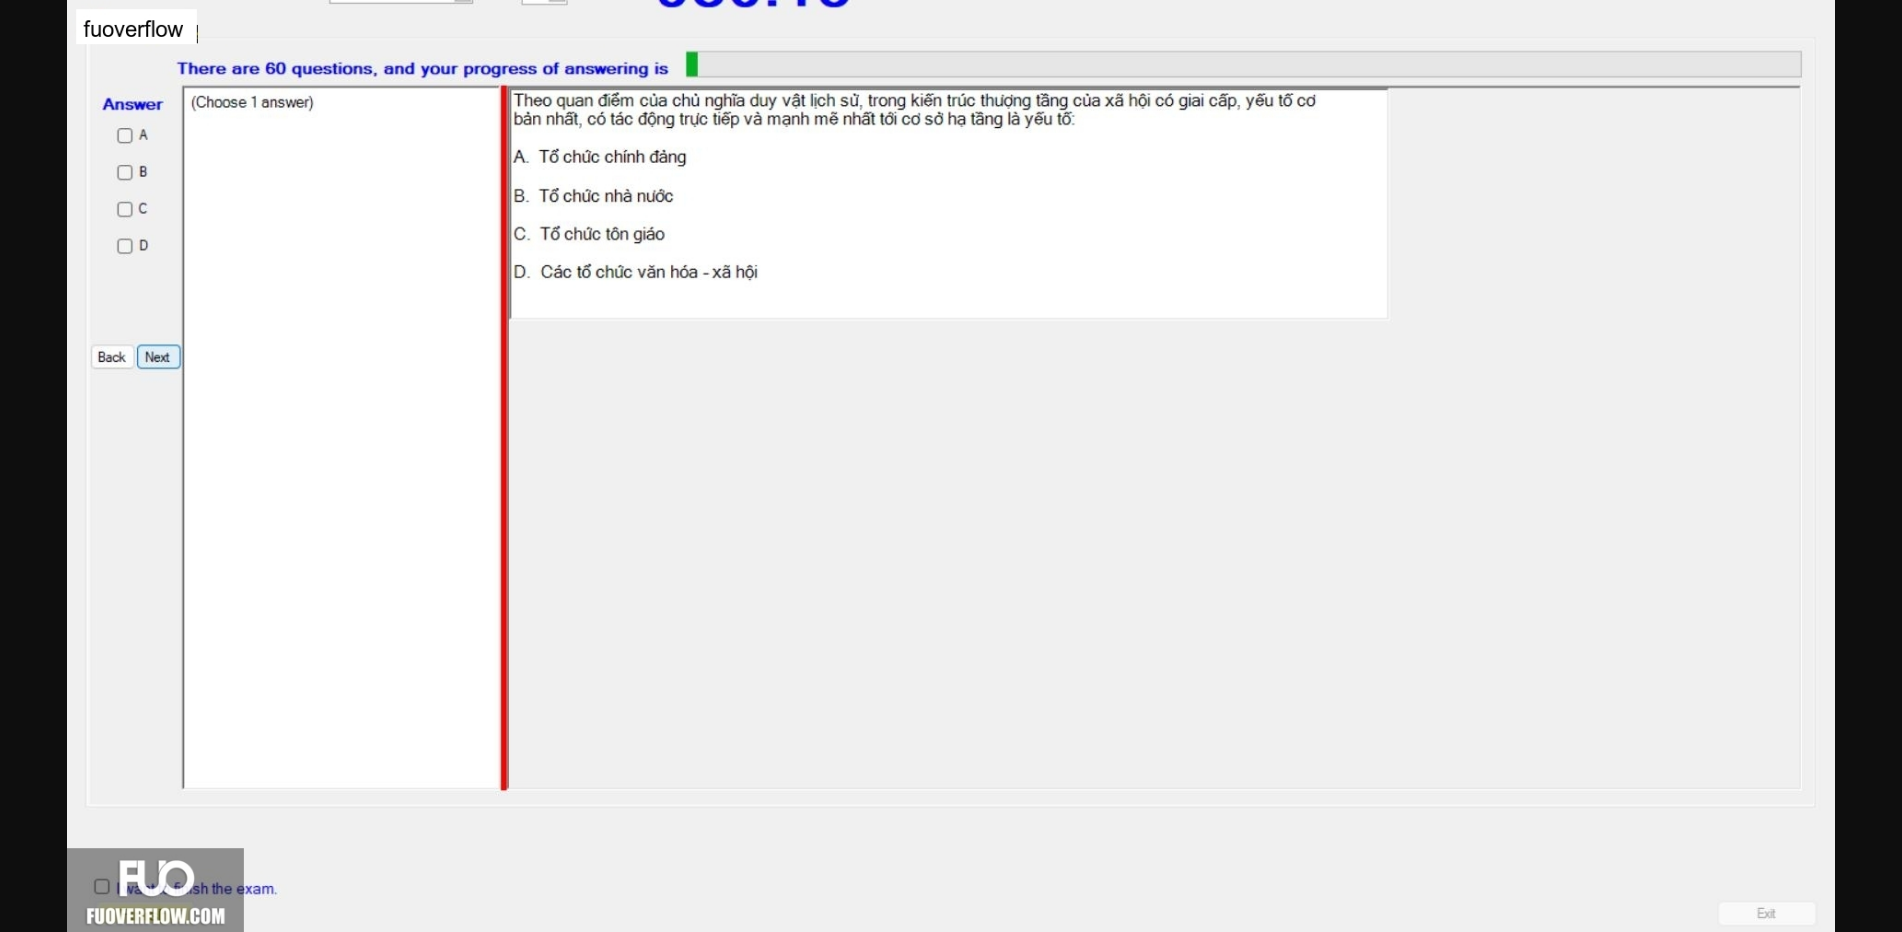 fuoverflow
There are 60 questions, and your progress of answering is
Answer
(Choose 1 answer)
A
B
C
D
Back
Next
Theo quan điểm của chủ nghĩa duy vật lịch sử, trong kiến trúc thượng tầng của xã hội có giai cấp, yếu tố cơ
bản nhất, có tác động trực tiếp và mạnh mẽ nhất tới cơ sở hạ tầng là yếu tố:
A. Tổ chức chính đảng
B. Tổ chức nhà nước
C. Tổ chức tôn giáo
D. Các tổ chức văn hóa - xã hội
FUO
the exam.
FUOVERFLOW.COM
Exit